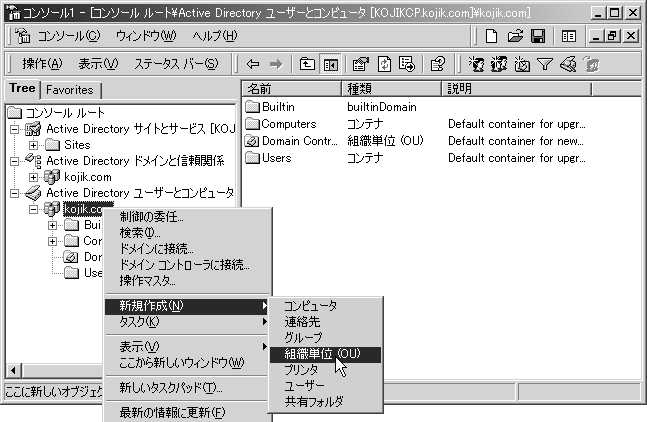 コンソール1 - [コンソール ルート¥Active Directory ユーザーとコンピュータ [KOJIKCP.kojik.com]¥kojik.com]
コンソール(C) ウィンドウ(W) ヘルプ(H)
操作(A) 表示(V) ステータス バー(S)
Tree Favorites
名前 種類 説明
コンソール ルート
Active Directory サイトとサービス [KOJ
Sites
Active Directory ドメインと信頼関係
kojik.com
Active Directory ユーザーとコンピュータ
kojik.co
Bui
Con
Dom
Use
Builtin builtinDomain
Computers コンテナ Default container for upgr...
Domain Contr... 組織単位 (OU) Default container for new...
Users コンテナ Default container for upgr...
制御の委任...
検索(I)...
ドメインに接続...
ドメイン コントローラに接続...
操作マスタ...
新規作成(N)
タスク(K)
表示(V)
ここから新しいウィンドウ(W)
新しいタスクパッド(T)...
最新の情報に更新(F)
コンピュータ
連絡先
グループ
組織単位 (OU)
プリンタ
ユーザー
共有フォルダ
ここに新しいオブジェク